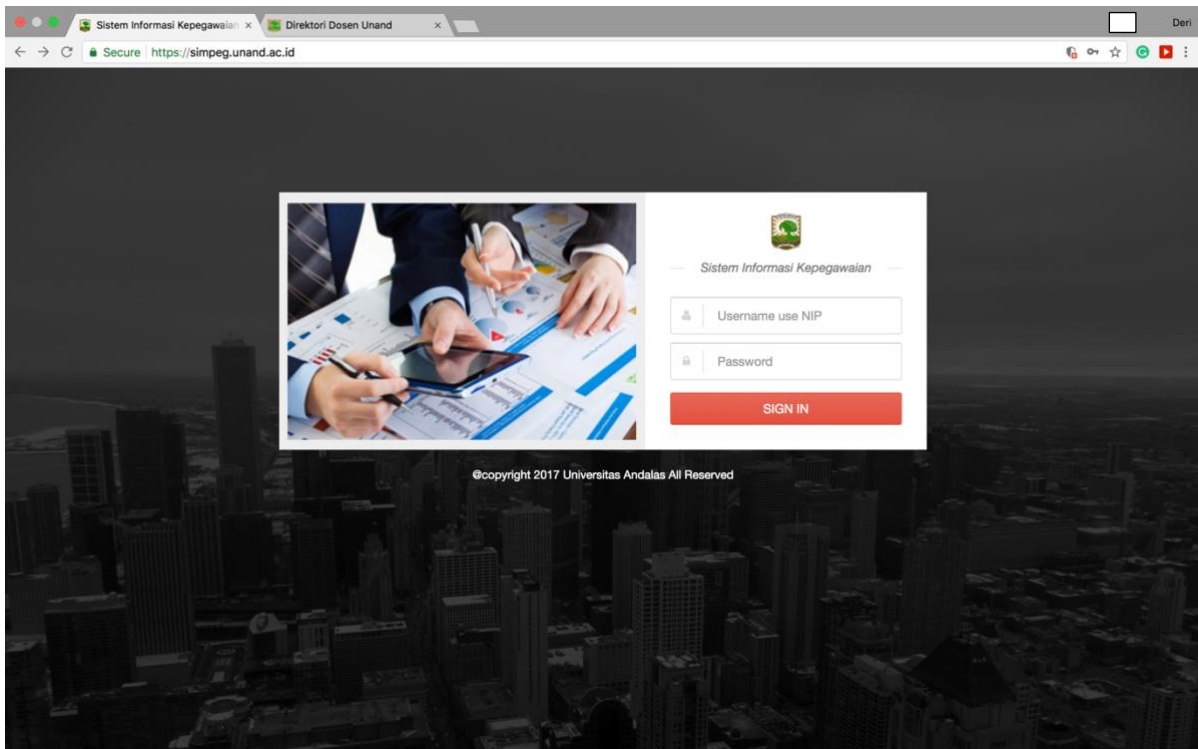 Sistem Informasi Kepegawaian
Direktori Dosen Unand
Deri
Secure https://simpeg.unand.ac.id
Sistem Informasi Kepegawaian
Username use NIP
Password
SIGN IN
@copyright 2017 Universitas Andalas All Reserved